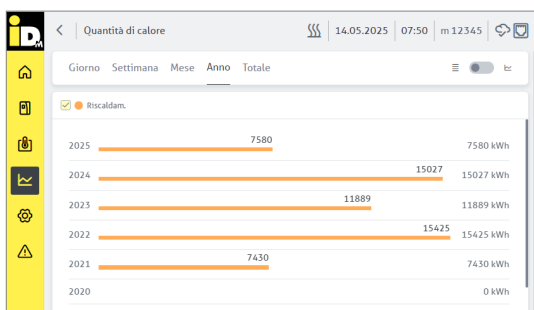 iDM
Quantità di calore 14.05.2025 07:50 m 12345
Giorno Settimana Mese Anno Totale
Riscaldam.
2025 7580 7580 kWh
2024 15027 15027 kWh
2023 11889 11889 kWh
2022 15425 15425 kWh
2021 7430 7430 kWh
2020 0 kWh